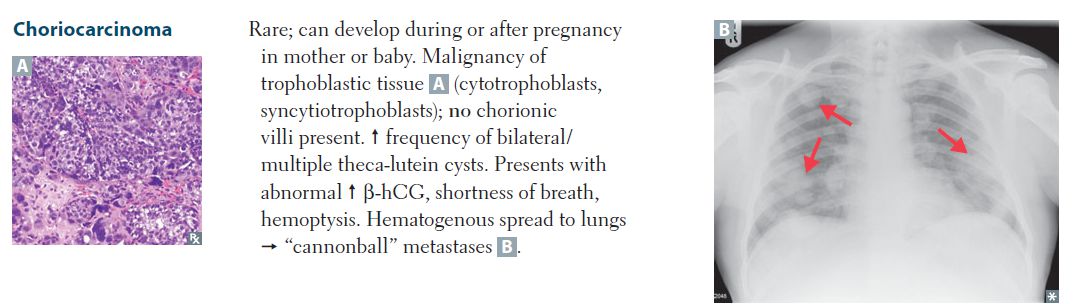 Choriocarcinoma
A
Rx
Rare; can develop during or after pregnancy
in mother or baby. Malignancy of
trophoblastic tissue A (cytotrophoblasts,
syncytiotrophoblasts); no chorionic
villi present. ↑ frequency of bilateral/
multiple theca-lutein cysts. Presents with
abnormal ↑ β-hCG, shortness of breath,
hemoptysis. Hematogenous spread to lungs
→ “cannonball” metastases B.
B
R
2048
*